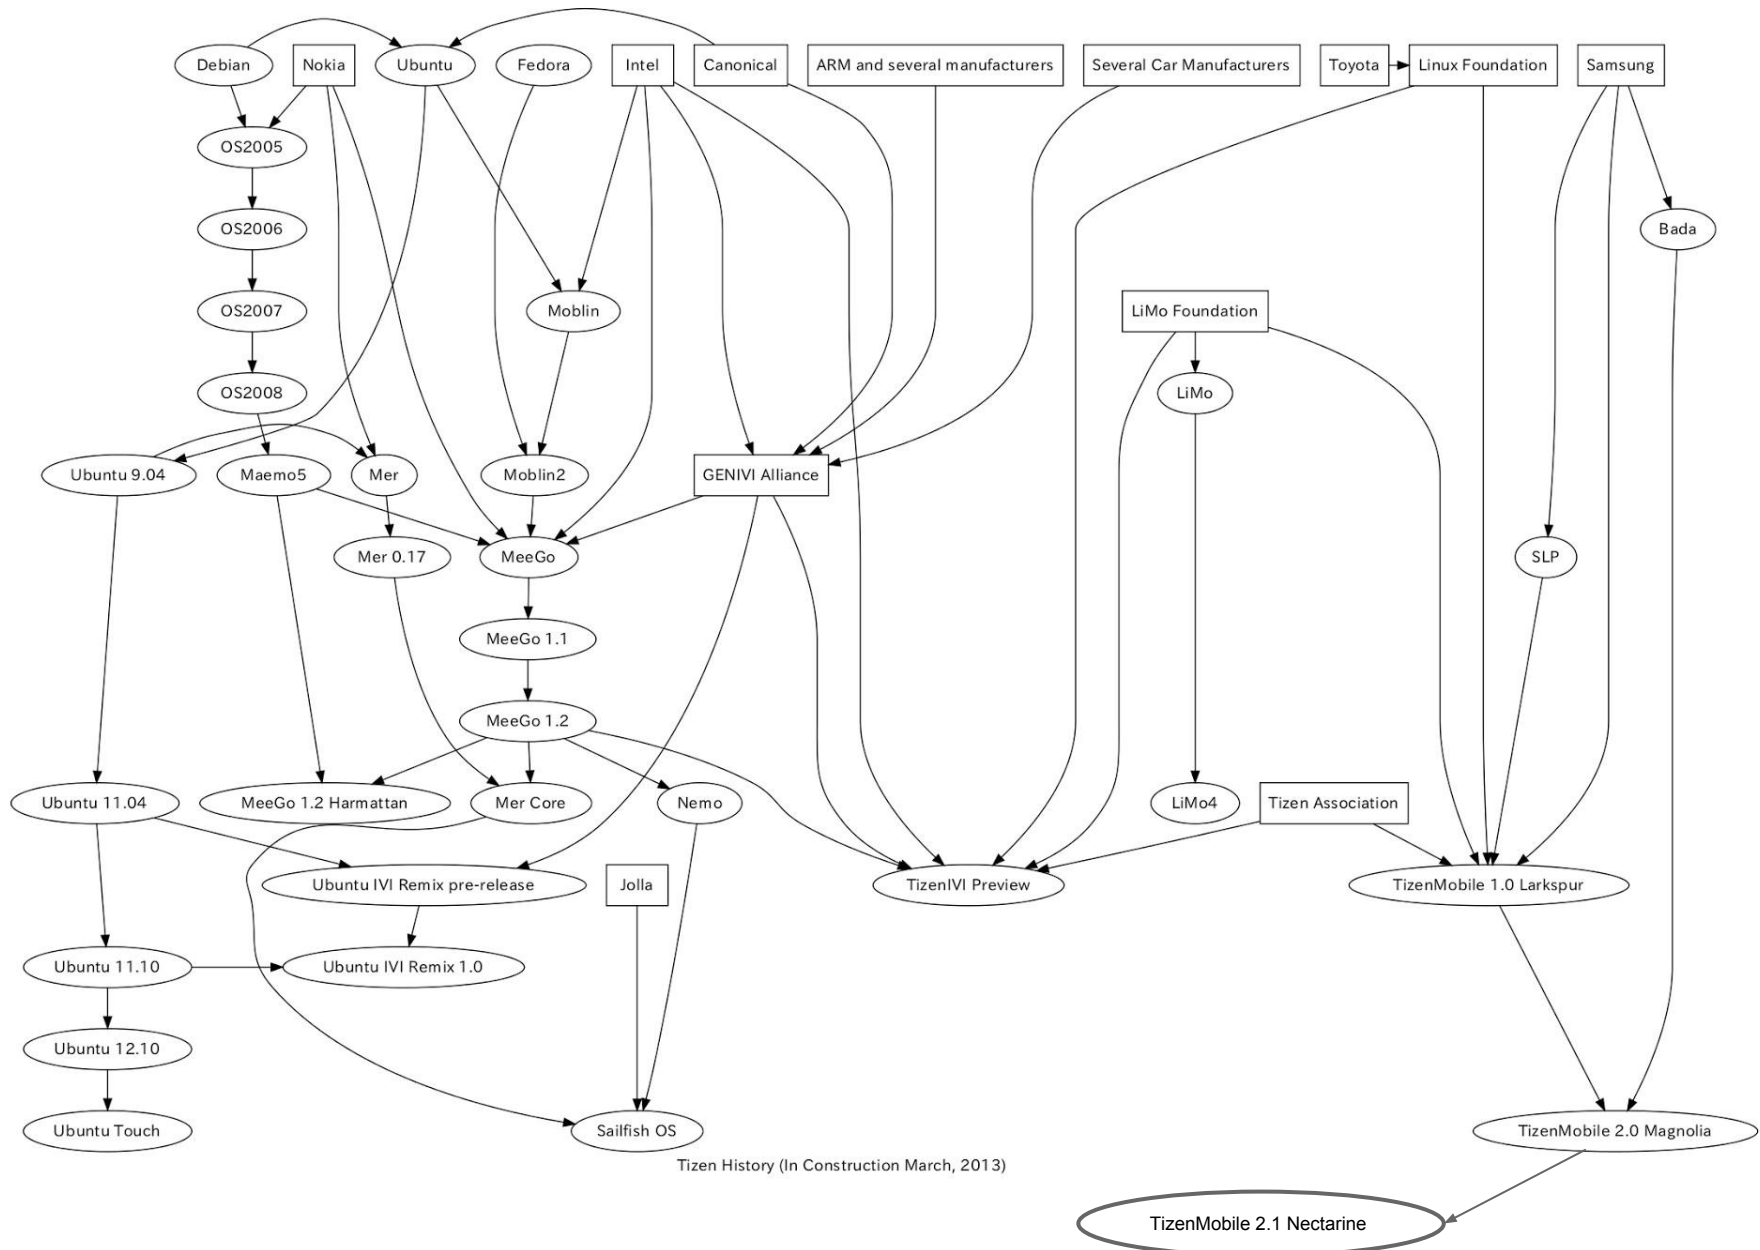 Debian
Nokia
Ubuntu
Fedora
Intel
Canonical
ARM and several manufacturers
Several Car Manufacturers
Toyota
Linux Foundation
Samsung
OS2005
OS2006
Bada
OS2007
Moblin
LiMo Foundation
OS2008
LiMo
Ubuntu 9.04
Maemo5
Mer
Moblin2
GENIVI Alliance
Mer 0.17
MeeGo
SLP
MeeGo 1.1
MeeGo 1.2
Ubuntu 11.04
MeeGo 1.2 Harmattan
Mer Core
Nemo
LiMo4
Tizen Association
Ubuntu IVI Remix pre-release
Jolla
TizenIVI Preview
TizenMobile 1.0 Larkspur
Ubuntu 11.10
Ubuntu IVI Remix 1.0
Ubuntu 12.10
Ubuntu Touch
Sailfish OS
TizenMobile 2.0 Magnolia
Tizen History (In Construction March, 2013)
TizenMobile 2.1 Nectarine